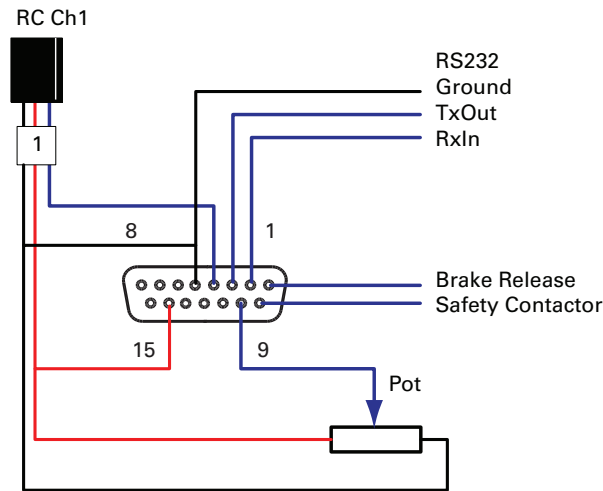 RC Ch1
RS232
Ground
TxOut
RxIn
1
8
1
Brake Release
Safety Contactor
15
9
Pot